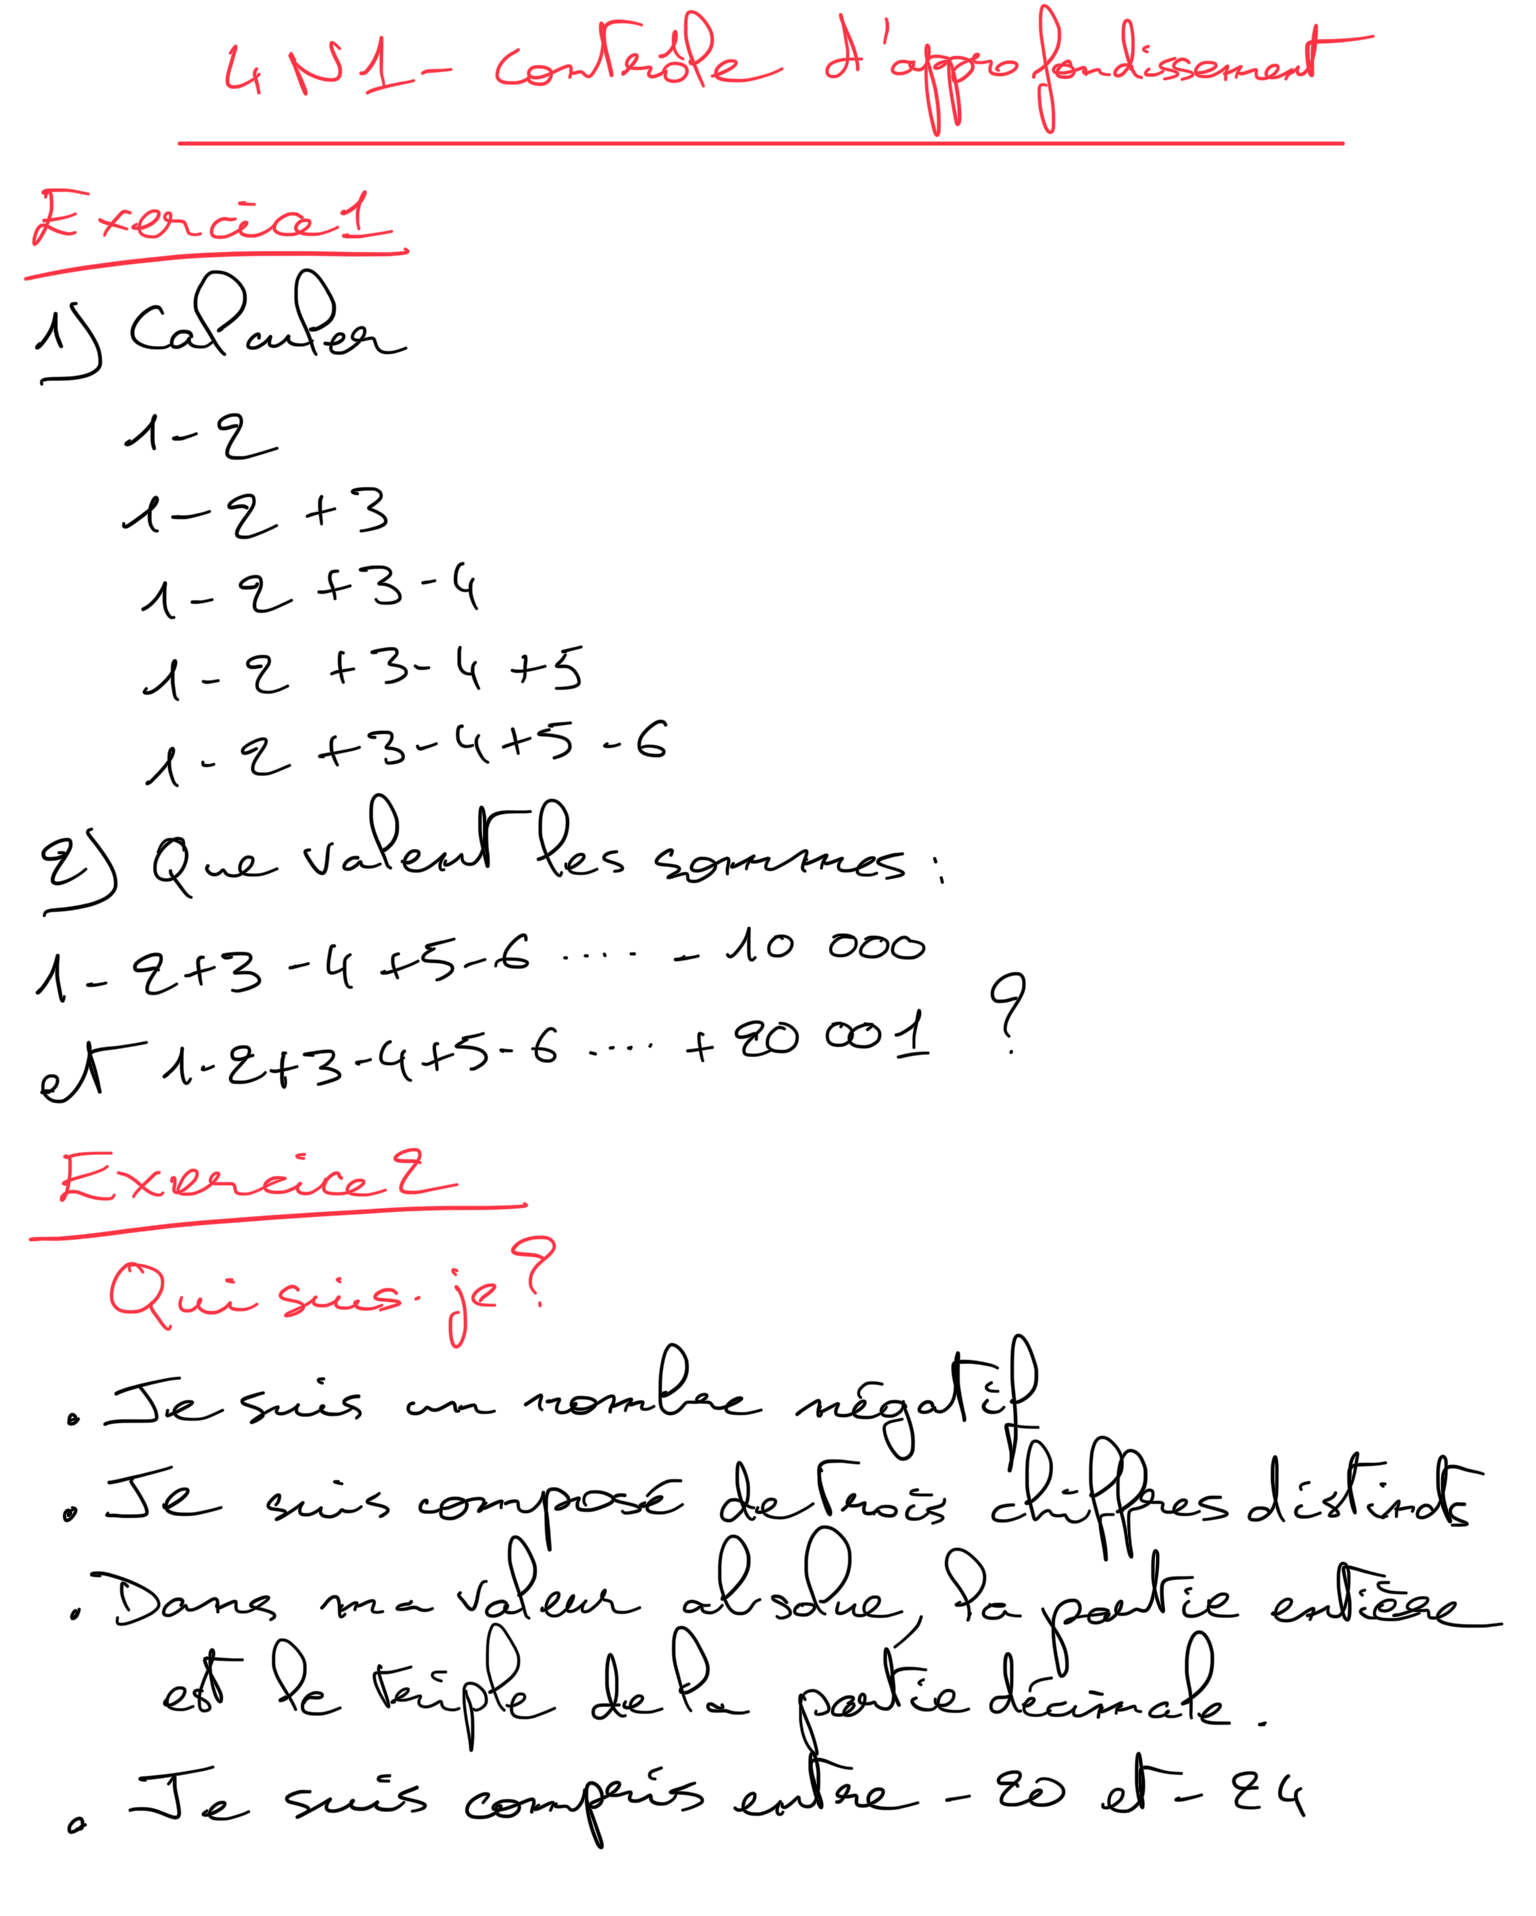 4N1 - contrôle d'approfondissement
Exercice 1
1) Calculer
1-2
1-2+3
1-2+3-4
1-2+3-4+5
1-2+3-4+5-6
2) Que valent les sommes :
1-2+3-4+5-6 ..... - 10 000
et 1-2+3-4+5-6 .... + 20 001 ?
Exercice 2
Qui suis-je ?
. Je suis un nombre négatif
. Je suis composé de trois chiffres distincts
. Dans ma valeur absolue, la partie entière
est le triple de la partie décimale.
. Je suis compris entre -20 et -24